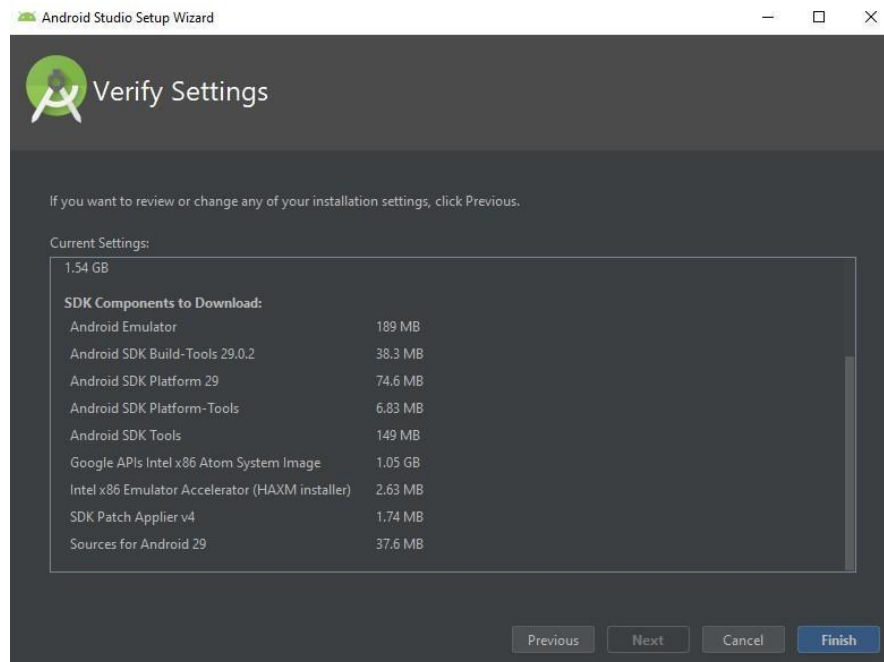 Android Studio Setup Wizard
Verify Settings
If you want to review or change any of your installation settings, click Previous.
Current Settings:
1.54 GB
SDK Components to Download:
Android Emulator 189 MB
Android SDK Build-Tools 29.0.2 38.3 MB
Android SDK Platform 29 74.6 MB
Android SDK Platform-Tools 6.83 MB
Android SDK Tools 149 MB
Google APIs Intel x86 Atom System Image 1.05 GB
Intel x86 Emulator Accelerator (HAXM installer) 2.63 MB
SDK Patch Applier v4 1.74 MB
Sources for Android 29 37.6 MB
Previous Next Cancel Finish